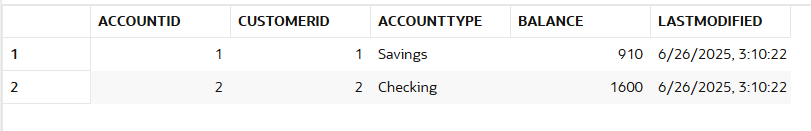 ACCOUNTID CUSTOMERID ACCOUNTTYPE BALANCE LASTMODIFIED
1 1 1 Savings 910 6/26/2025, 3:10:22
2 2 2 Checking 1600 6/26/2025, 3:10:22